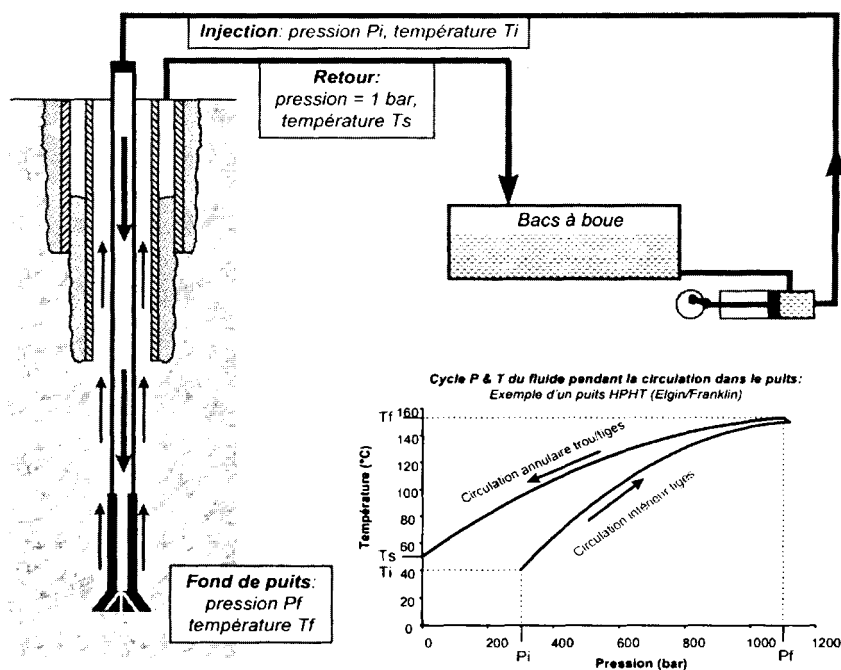 Injection: pression Pi, température Ti
Retour:
pression = 1 bar,
température Ts
Bacs à boue
Fond de puits:
pression Pf
température Tf
Cycle P & T du fluide pendant la circulation dans le puits:
Exemple d'un puits HPHT (Elgin/Franklin)
Température (°C)
Tf
160
140
120
100
80
60
Ts
Ti
40
20
0
Circulation annulaire trou/tiges
Circulation intérieur tiges
0
200
400
600
800
1000
1200
Pi
Pression (bar)
Pf